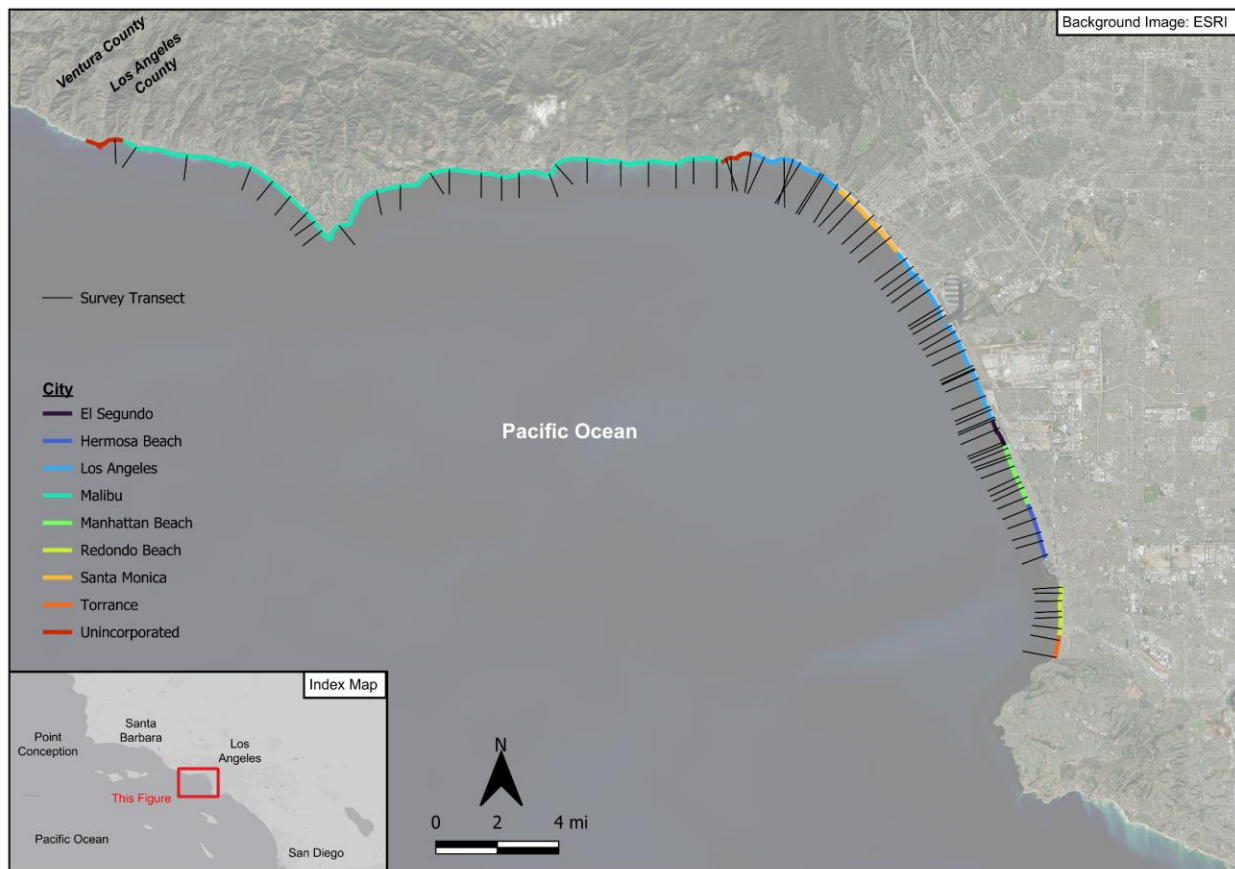 Background Image: ESRI
Ventura County
Los Angeles
County
Survey Transect
City
El Segundo
Hermosa Beach
Los Angeles
Malibu
Manhattan Beach
Redondo Beach
Santa Monica
Torrance
Unincorporated
Pacific Ocean
Index Map
Point
Conception
Santa
Barbara
Los
Angeles
This Figure
Pacific Ocean
San Diego
N
0 2 4 mi